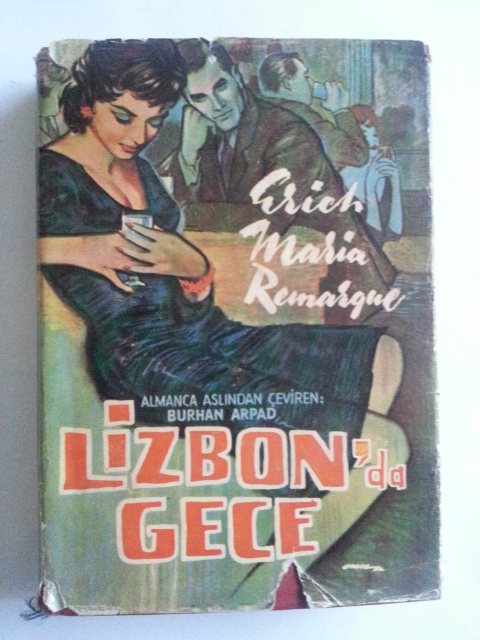 Erich
Maria
Remarque
ALMANCA ASLINDAN ÇEVİREN:
BURHAN ARPAD
LİZBON'da
GECE